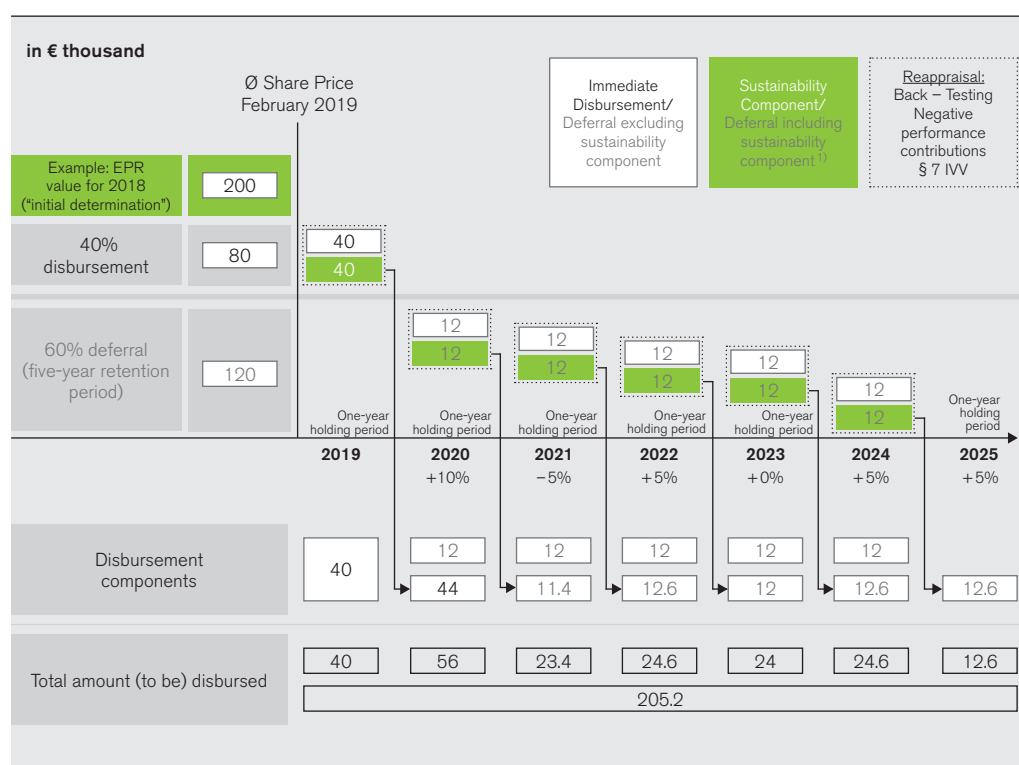 in € thousand
Ø Share Price
February 2019
Immediate
Disbursement/
Deferral excluding
sustainability
component
Sustainability
Component/
Deferral including
sustainability
component 1)
Reappraisal:
Back – Testing
Negative
performance
contributions
§ 7 IVV
Example: EPR
value for 2018
(“initial determination”)
200
40%
disbursement
80
40
40
60% deferral
(five-year retention
period)
120
12
12
12
12
12
12
12
12
12
12
One-year
holding period
One-year
holding period
One-year
holding period
One-year
holding period
One-year
holding period
One-year
holding
period
2019
2020
2021
2022
2023
2024
2025
+10%
–5%
+5%
+0%
+5%
+5%
Disbursement
components
40
12
12
12
12
12
44
11.4
12.6
12
12.6
12.6
Total amount (to be) disbursed
40
56
23.4
24.6
24
24.6
12.6
205.2